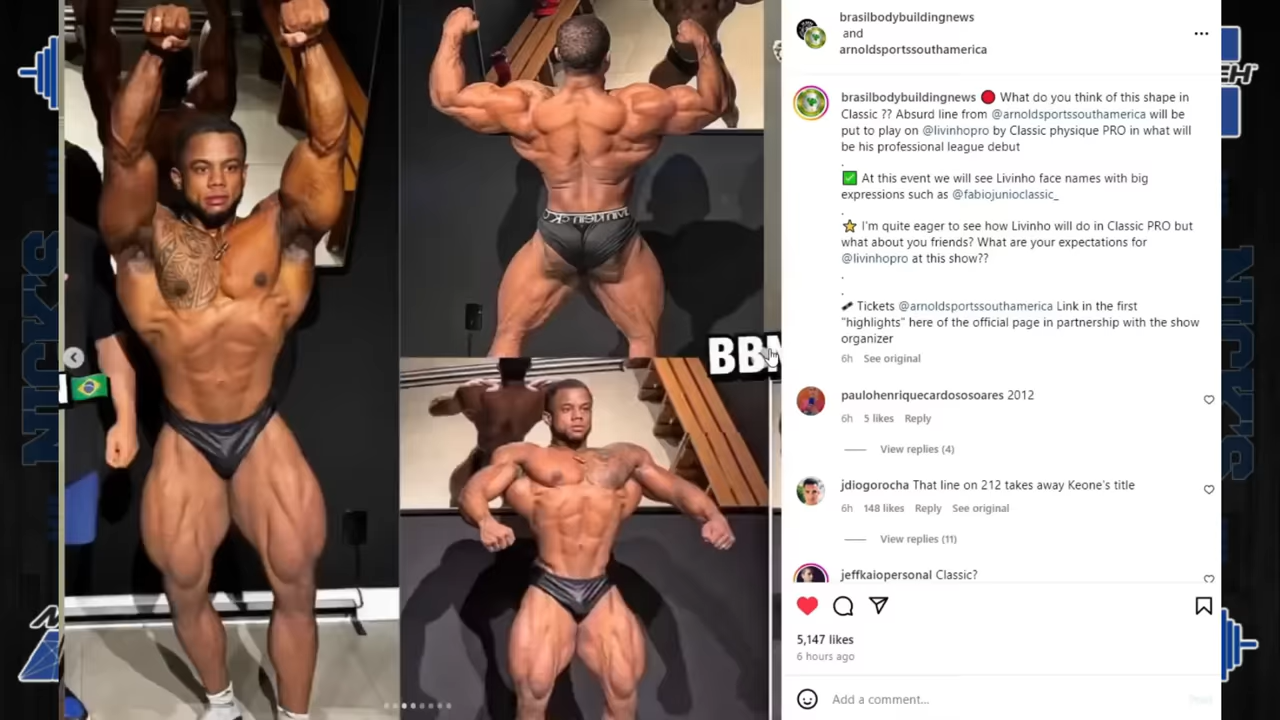 brasilbodybuildingnews
and
arnoldsportssouthamerica
brasilbodybuildingnews 🔴 What do you think of this shape in
Classic ?? Absurd line from @arnoldsportssouthamerica will be
put to play on @livinhopro by Classic physique PRO in what will
be his professional league debut
.
✅ At this event we will see Livinho face names with big
expressions such as @fabiojunioclassic_
.
⭐ I'm quite eager to see how Livinho will do in Classic PRO but
what about you friends? What are your expectations for
@livinhopro at this show??
.
.
Tickets @arnoldsportssouthamerica Link in the first
"highlights" here of the official page in partnership with the show
organizer
6h See original
paulohenriquecardososoares 2012
6h 5 likes Reply
View replies (4)
jdiogorocha That line on 212 takes away Keone's title
6h 148 likes Reply See original
View replies (11)
jeffkaiopersonal Classic?
5,147 likes
6 hours ago
Add a comment...
Post
BBN
NICK'S